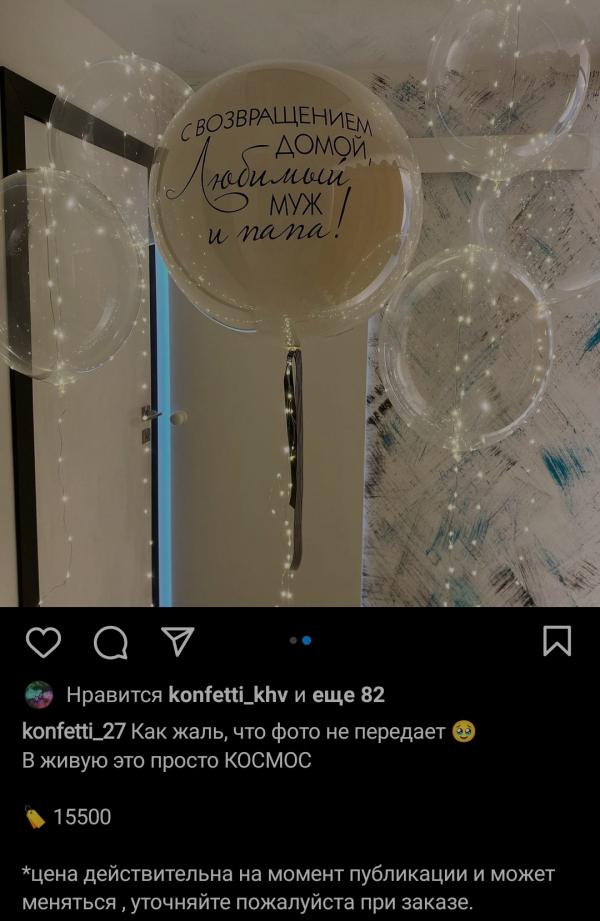 С ВОЗВРАЩЕНИЕМ
ДОМОЙ,
Любимый
МУЖ
и папа!
Нравится konfetti_khv и еще 82
konfetti_27 Как жаль, что фото не передает 🥹
В живую это просто КОСМОС
🏷️ 15500
*цена действительна на момент публикации и может
меняться , уточняйте пожалуйста при заказе.